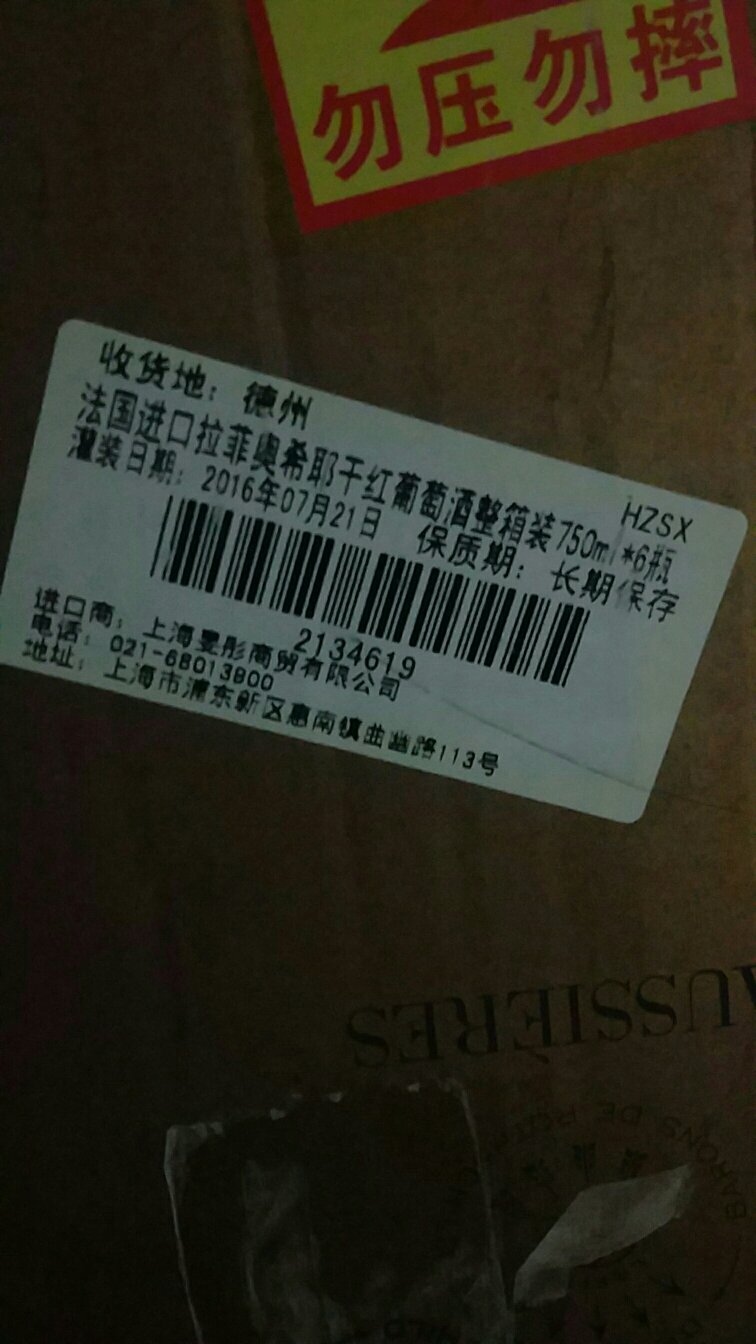 勿压勿摔
收货地：德州
HZSX
法国进口拉菲奥希耶干红葡萄酒整箱装750ml*6瓶
灌装日期：2016年07月21日 保质期：长期保存
2134619
进口商：上海雯彤商贸有限公司
电话：021-68013800
地址：上海市浦东新区惠南镇曲幽路113号
AUSSIÈRES
BARONS DE